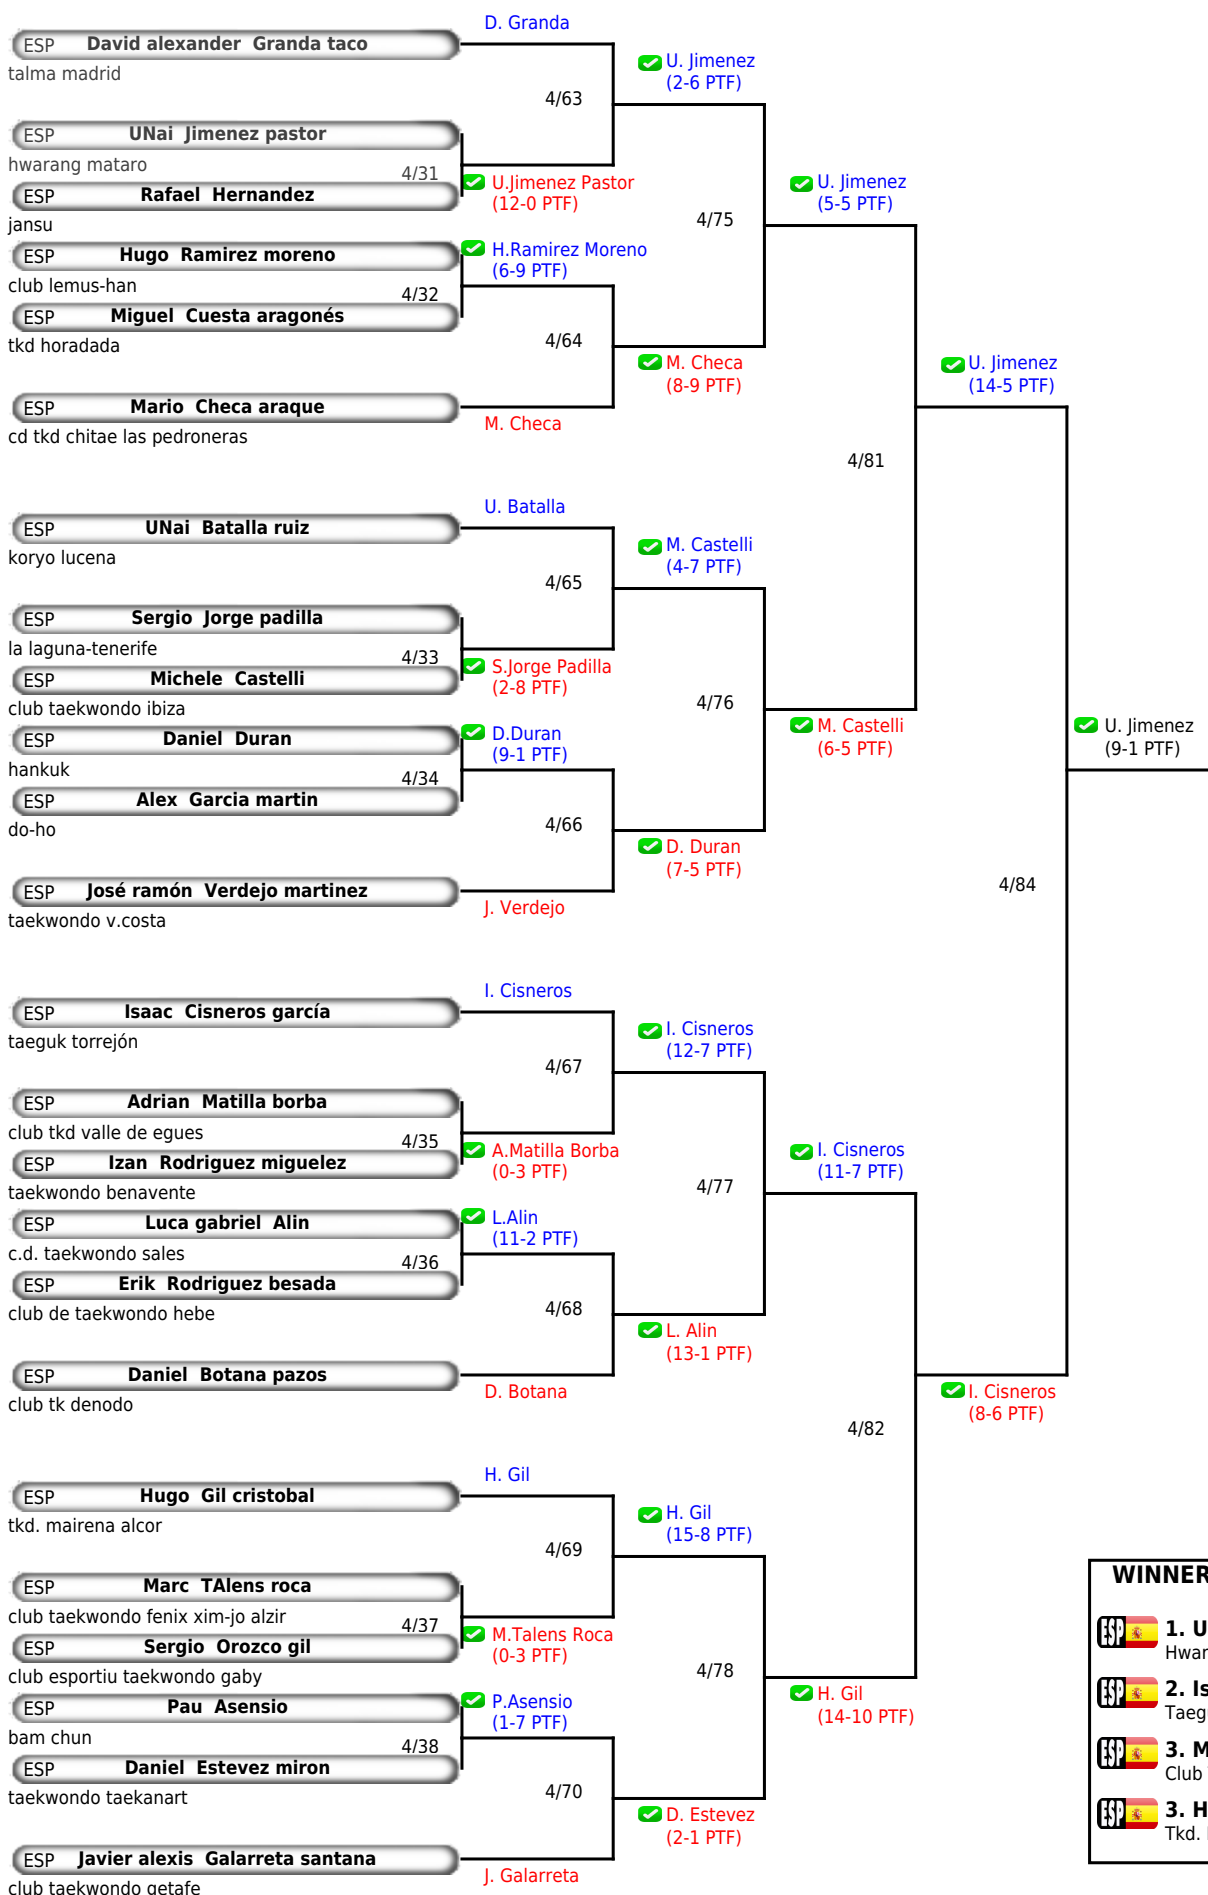 D. Granda
ESP David alexander Granda taco
talma madrid
U. Jimenez
(2-6 PTF)
4/63
ESP UNai Jimenez pastor
hwarang mataro
4/31
U.Jimenez Pastor
(12-0 PTF)
ESP Rafael Hernandez
jansu
U. Jimenez
(5-5 PTF)
4/75
ESP Hugo Ramirez moreno
club lemus-han
H.Ramirez Moreno
(6-9 PTF)
4/32
ESP Miguel Cuesta aragonés
tkd horadada
4/64
M. Checa
(8-9 PTF)
U. Jimenez
(14-5 PTF)
ESP Mario Checa araque
cd tkd chitae las pedroneras
M. Checa
4/81
U. Batalla
ESP UNai Batalla ruiz
koryo lucena
M. Castelli
(4-7 PTF)
4/65
ESP Sergio Jorge padilla
la laguna-tenerife
4/33
S.Jorge Padilla
(2-8 PTF)
ESP Michele Castelli
club taekwondo ibiza
4/76
M. Castelli
(6-5 PTF)
U. Jimenez
(9-1 PTF)
ESP Daniel Duran
hankuk
D.Duran
(9-1 PTF)
4/34
ESP Alex Garcia martin
do-ho
4/66
D. Duran
(7-5 PTF)
ESP José ramón Verdejo martinez
taekwondo v.costa
J. Verdejo
4/84
I. Cisneros
ESP Isaac Cisneros garcía
taeguk torrejón
I. Cisneros
(12-7 PTF)
4/67
ESP Adrian Matilla borba
club tkd valle de egues
4/35
A.Matilla Borba
(0-3 PTF)
ESP Izan Rodriguez miguelez
taekwondo benavente
I. Cisneros
(11-7 PTF)
4/77
ESP Luca gabriel Alin
c.d. taekwondo sales
L.Alin
(11-2 PTF)
4/36
ESP Erik Rodriguez besada
club de taekwondo hebe
4/68
L. Alin
(13-1 PTF)
ESP Daniel Botana pazos
club tk denodo
D. Botana
I. Cisneros
(8-6 PTF)
4/82
H. Gil
ESP Hugo Gil cristobal
tkd. mairena alcor
H. Gil
(15-8 PTF)
4/69
ESP Marc TAlens roca
club taekwondo fenix xim-jo alzir
4/37
M.Talens Roca
(0-3 PTF)
ESP Sergio Orozco gil
club esportiu taekwondo gaby
4/78
H. Gil
(14-10 PTF)
ESP Pau Asensio
bam chun
P.Asensio
(1-7 PTF)
4/38
ESP Daniel Estevez miron
taekwondo taekanart
4/70
D. Estevez
(2-1 PTF)
ESP Javier alexis Galarreta santana
club taekwondo getafe
J. Galarreta
WINNER
ESP 1. U
Hwar
ESP 2. Is
Taeg
ESP 3. M
Club
ESP 3. H
Tkd.